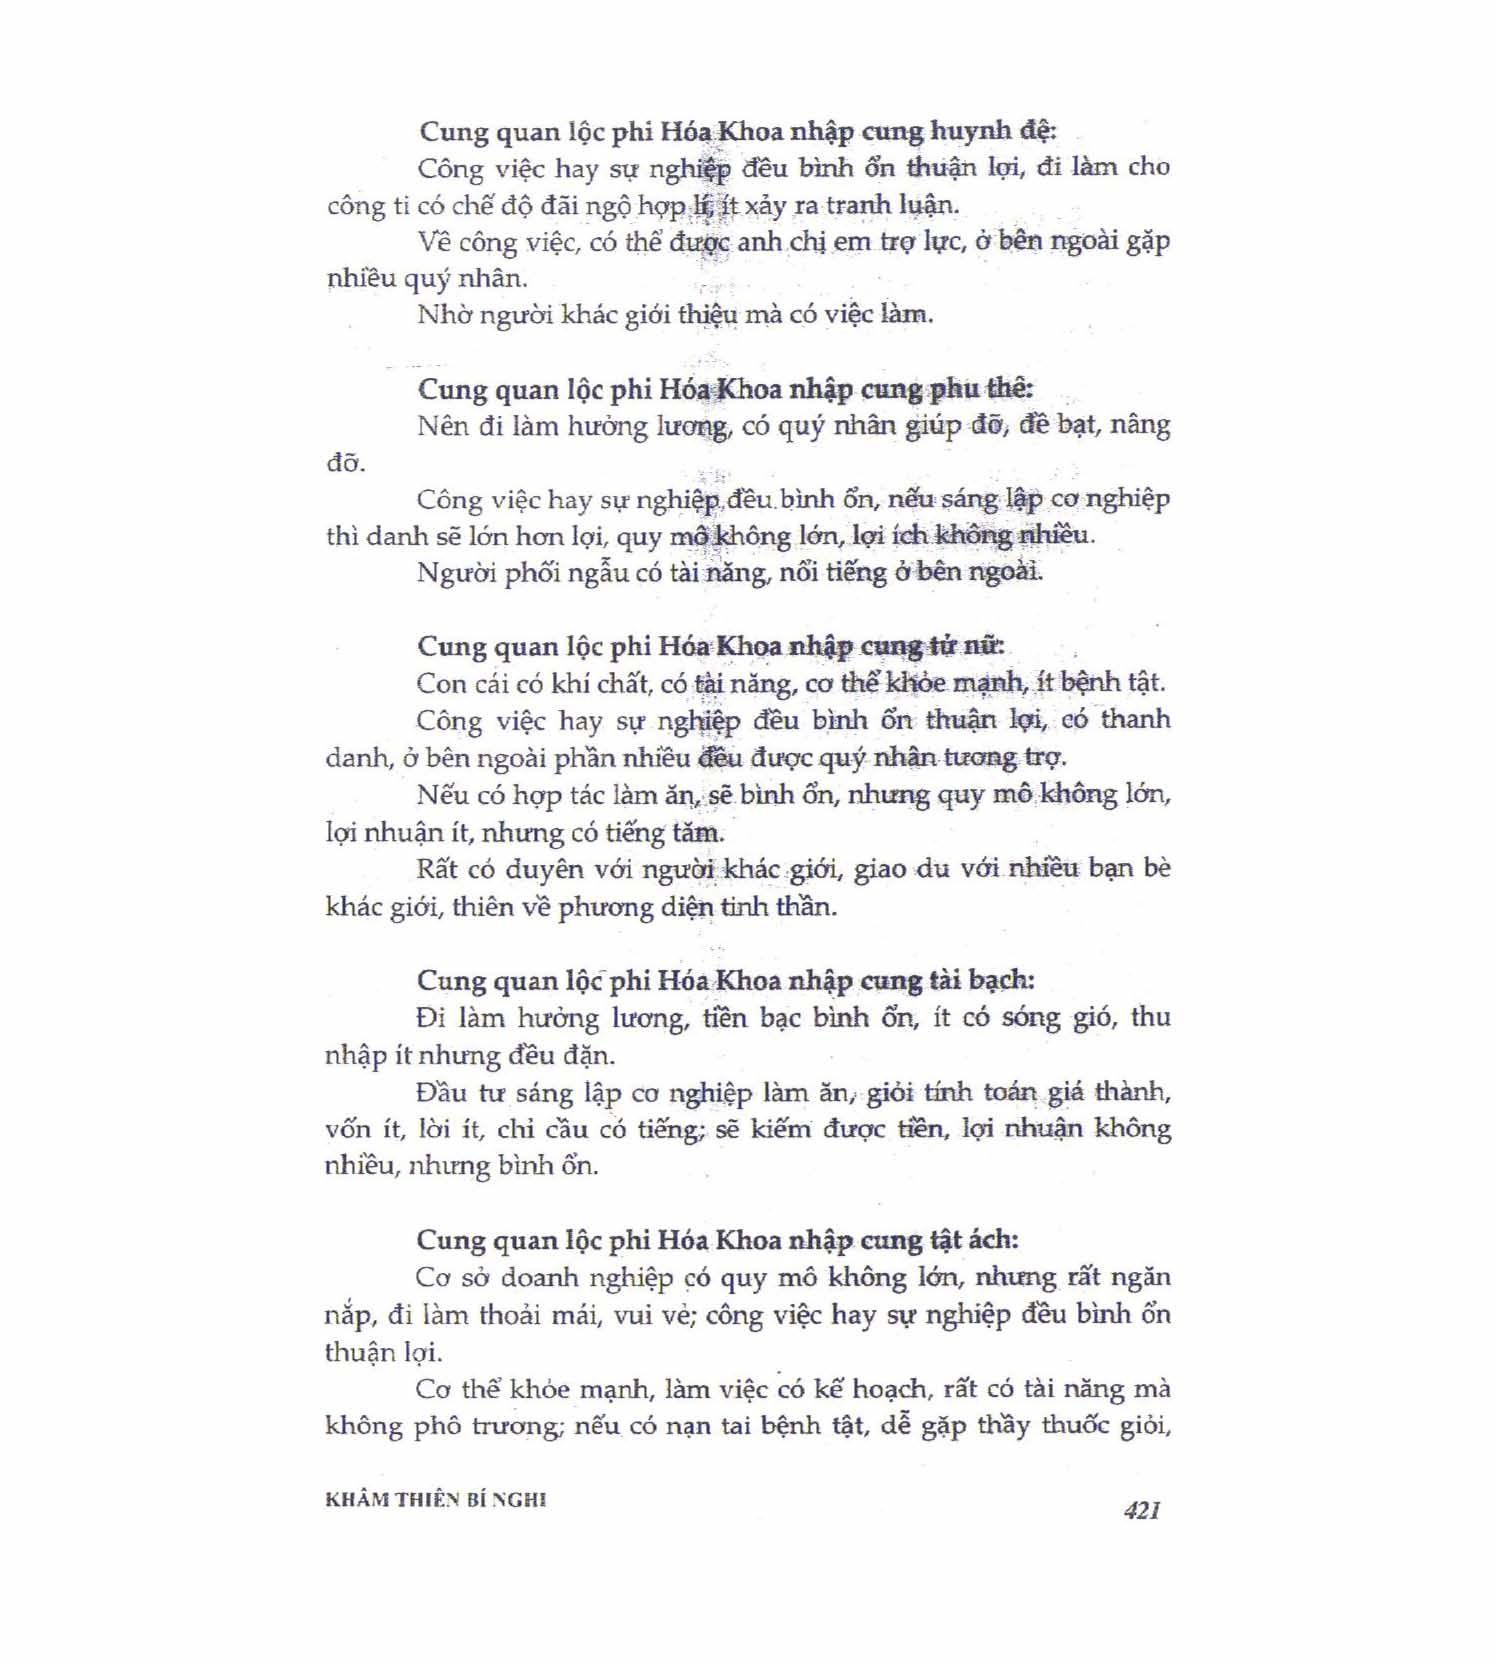 Cung quan lộc phi Hóa Khoa nhập cung huynh đệ:
Công việc hay sự nghiệp đều bình ổn thuận lợi, đi làm cho
công ti có chế độ đãi ngộ hợp lí, ít xảy ra tranh luận.
Về công việc, có thể được anh chị em trợ lực, ở bên ngoài gặp
nhiều quý nhân.
Nhờ người khác giới thiệu mà có việc làm.
Cung quan lộc phi Hóa Khoa nhập cung phu thê:
Nên đi làm hưởng lương, có quý nhân giúp đỡ, đề bạt, nâng
đỡ.
Công việc hay sự nghiệp đều bình ổn, nếu sáng lập cơ nghiệp
thì danh sẽ lớn hơn lợi, quy mô không lớn, lợi ích không nhiều.
Người phối ngẫu có tài năng, nổi tiếng ở bên ngoài.
Cung quan lộc phi Hóa Khoa nhập cung tử nữ:
Con cái có khí chất, có tài năng, cơ thể khỏe mạnh, ít bệnh tật.
Công việc hay sự nghiệp đều bình ổn thuận lợi, có thanh
danh, ở bên ngoài phần nhiều đều được quý nhân tương trợ.
Nếu có hợp tác làm ăn, sẽ bình ổn, nhưng quy mô không lớn,
lợi nhuận ít, nhưng có tiếng tăm.
Rất có duyên với người khác giới, giao du với nhiều bạn bè
khác giới, thiên về phương diện tinh thần.
Cung quan lộc phi Hóa Khoa nhập cung tài bạch:
Đi làm hưởng lương, tiền bạc bình ổn, ít có sóng gió, thu
nhập ít nhưng đều đặn.
Đầu tư sáng lập cơ nghiệp làm ăn, giỏi tính toán giá thành,
vốn ít, lời ít, chỉ cầu có tiếng; sẽ kiếm được tiền, lợi nhuận không
nhiều, nhưng bình ổn.
Cung quan lộc phi Hóa Khoa nhập cung tật ách:
Cơ sở doanh nghiệp có quy mô không lớn, nhưng rất ngăn
nắp, đi làm thoải mái, vui vẻ; công việc hay sự nghiệp đều bình ổn
thuận lợi.
Cơ thể khỏe mạnh, làm việc có kế hoạch, rất có tài năng mà
không phô trương; nếu có nạn tai bệnh tật, dễ gặp thầy thuốc giỏi,
KHÂM THIÊN BÍ NGHI
421